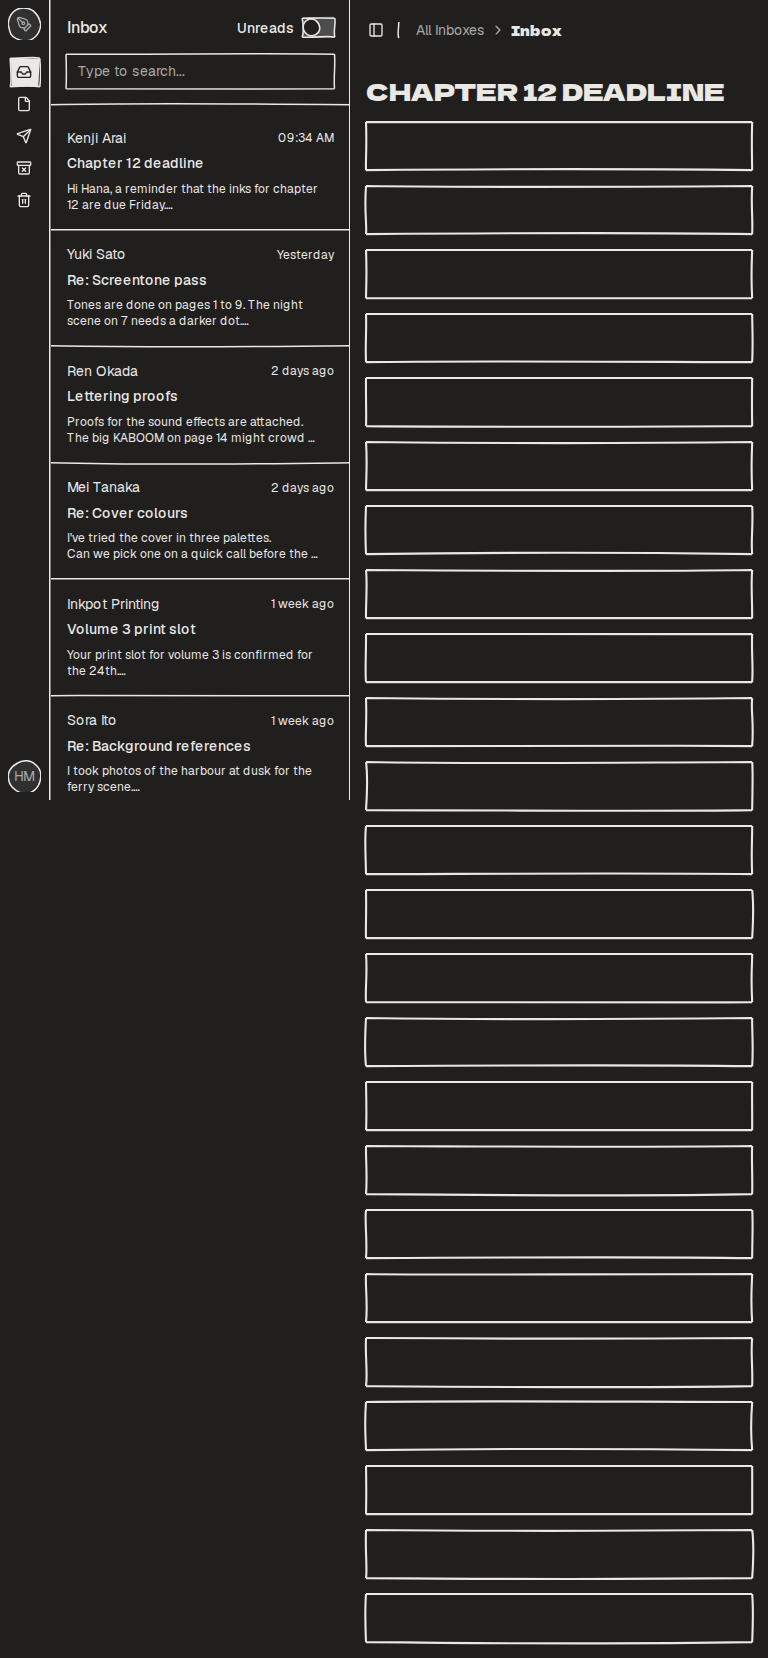 Inbox
Unreads
Type to search...
Kenji Arai
09:34 AM
Chapter 12 deadline
Hi Hana, a reminder that the inks for chapter
12 are due Friday.…
Yuki Sato
Yesterday
Re: Screentone pass
Tones are done on pages 1 to 9. The night
scene on 7 needs a darker dot.…
Ren Okada
2 days ago
Lettering proofs
Proofs for the sound effects are attached.
The big KABOOM on page 14 might crowd …
Mei Tanaka
2 days ago
Re: Cover colours
I've tried the cover in three palettes.
Can we pick one on a quick call before the …
Inkpot Printing
1 week ago
Volume 3 print slot
Your print slot for volume 3 is confirmed for
the 24th.…
Sora Ito
1 week ago
Re: Background references
I took photos of the harbour at dusk for the
ferry scene.…
HM
All Inboxes
Inbox
CHAPTER 12 DEADLINE